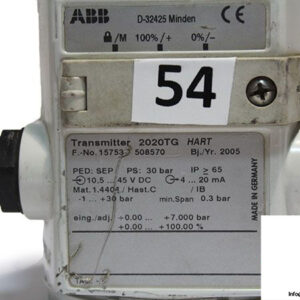 ABB D-32425 Minden CE
/M 100%/+ 0%/–
54
Transmitter 2020TG HART
F.-No. 15753 508570 Bj./Yr. 2005
PED: SEP PS: 30 bar IP ≥ 65
10,5 ... 45 V DC 4 ... 20 mA
Mat. 1.4404 / Hast.C / IB
-1 ... +30 bar min.Span 0.3 bar
eing./adj. +0.00 ... +7.000 bar
+0.00 ... +100.00 %
MADE IN GERMANY